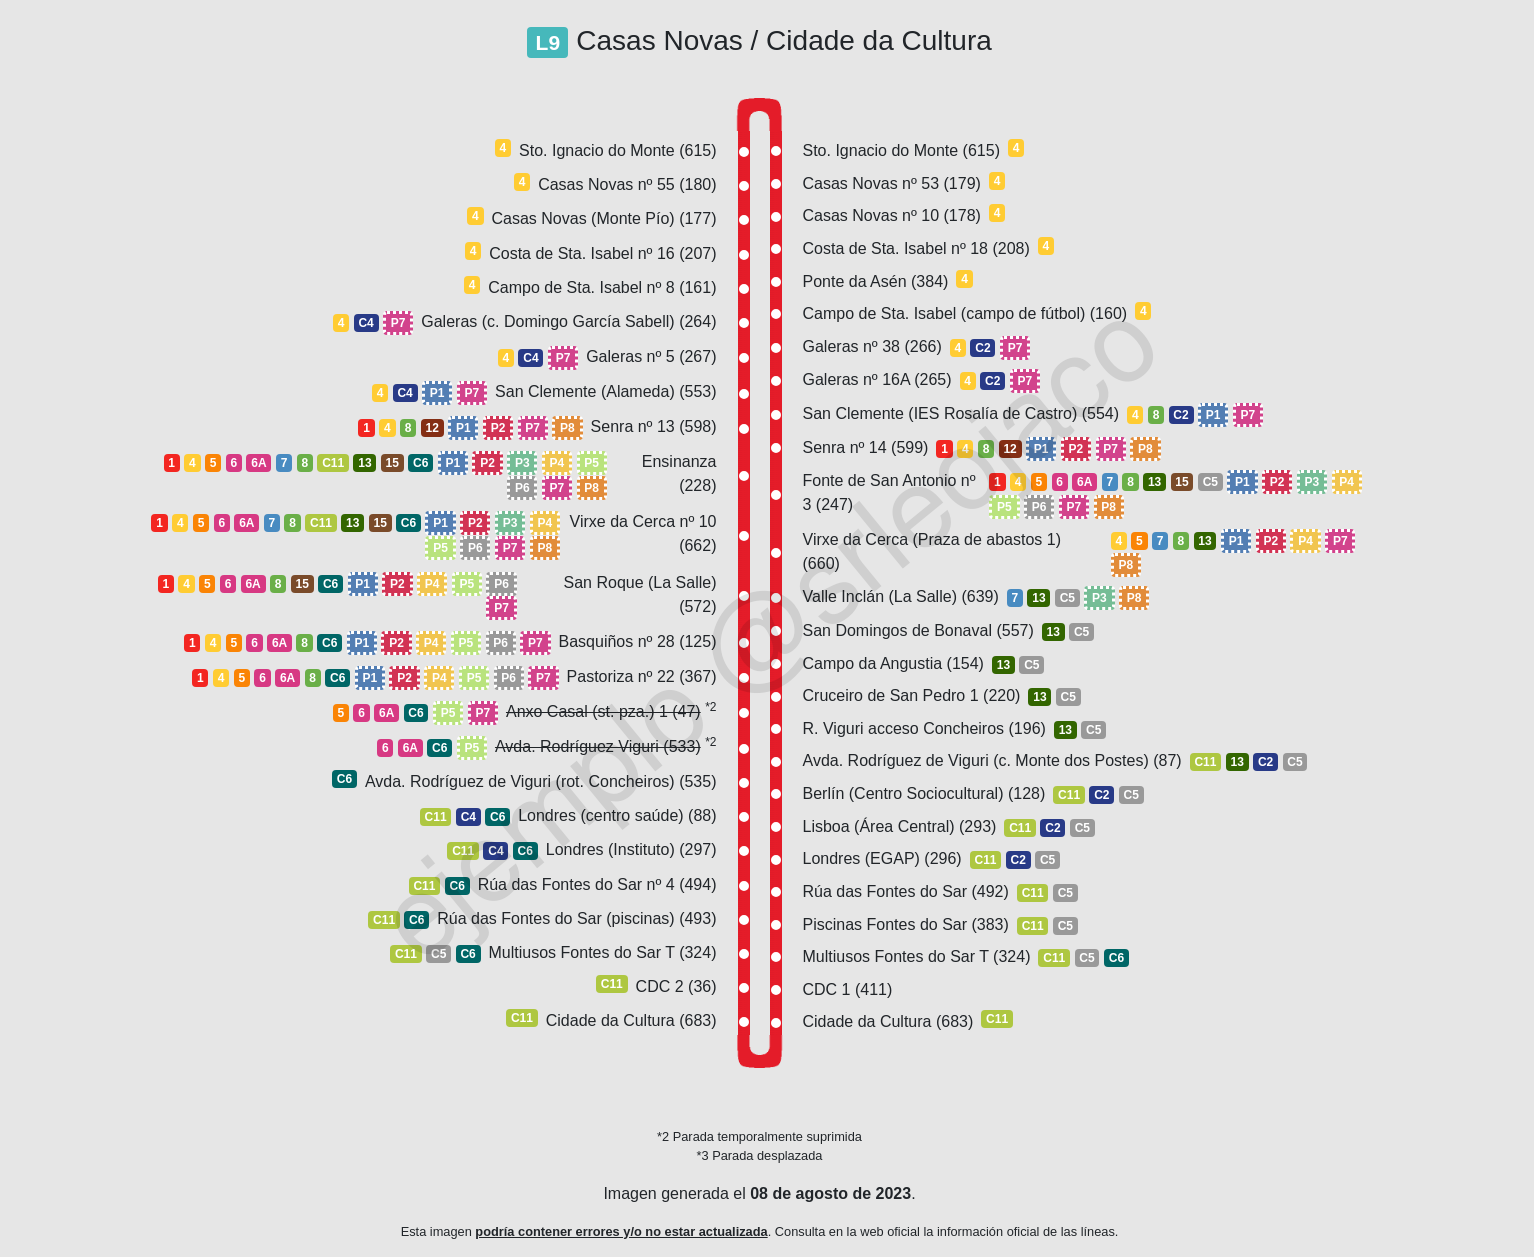 L9 Casas Novas / Cidade da Cultura
4 Sto. Ignacio do Monte (615)
4 Casas Novas nº 55 (180)
4 Casas Novas (Monte Pío) (177)
4 Costa de Sta. Isabel nº 16 (207)
4 Campo de Sta. Isabel nº 8 (161)
4 C4 P7 Galeras (c. Domingo García Sabell) (264)
4 C4 P7 Galeras nº 5 (267)
4 C4 P1 P7 San Clemente (Alameda) (553)
1 4 8 12 P1 P2 P7 P8 Senra nº 13 (598)
1 4 5 6 6A 7 8 C11 13 15 C6 P1 P2 P3 P4 P5 Ensinanza
P6 P7 P8 (228)
1 4 5 6 6A 7 8 C11 13 15 C6 P1 P2 P3 P4 Virxe da Cerca nº 10
P5 P6 P7 P8 (662)
1 4 5 6 6A 8 15 C6 P1 P2 P4 P5 P6 San Roque (La Salle)
P7 (572)
1 4 5 6 6A 8 C6 P1 P2 P4 P5 P6 P7 Basquiños nº 28 (125)
1 4 5 6 6A 8 C6 P1 P2 P4 P5 P6 P7 Pastoriza nº 22 (367)
5 6 6A C6 P5 P7 Anxo Casal (st. pza.) 1 (47) *2
6 6A C6 P5 Avda. Rodríguez Viguri (533) *2
C6 Avda. Rodríguez de Viguri (rot. Concheiros) (535)
C11 C4 C6 Londres (centro saúde) (88)
C11 C4 C6 Londres (Instituto) (297)
C11 C6 Rúa das Fontes do Sar nº 4 (494)
C11 C6 Rúa das Fontes do Sar (piscinas) (493)
C11 C5 C6 Multiusos Fontes do Sar T (324)
C11 CDC 2 (36)
C11 Cidade da Cultura (683)
Sto. Ignacio do Monte (615) 4
Casas Novas nº 53 (179) 4
Casas Novas nº 10 (178) 4
Costa de Sta. Isabel nº 18 (208) 4
Ponte da Asén (384) 4
Campo de Sta. Isabel (campo de fútbol) (160) 4
Galeras nº 38 (266) 4 C2 P7
Galeras nº 16A (265) 4 C2 P7
San Clemente (IES Rosalía de Castro) (554) 4 8 C2 P1 P7
Senra nº 14 (599) 1 4 8 12 P1 P2 P7 P8
Fonte de San Antonio nº 1 4 5 6 6A 7 8 13 15 C5 P1 P2 P3 P4
3 (247) P5 P6 P7 P8
Virxe da Cerca (Praza de abastos 1) 4 5 7 8 13 P1 P2 P4 P7
(660) P8
Valle Inclán (La Salle) (639) 7 13 C5 P3 P8
San Domingos de Bonaval (557) 13 C5
Campo da Angustia (154) 13 C5
Cruceiro de San Pedro 1 (220) 13 C5
R. Viguri acceso Concheiros (196) 13 C5
Avda. Rodríguez de Viguri (c. Monte dos Postes) (87) C11 13 C2 C5
Berlín (Centro Sociocultural) (128) C11 C2 C5
Lisboa (Área Central) (293) C11 C2 C5
Londres (EGAP) (296) C11 C2 C5
Rúa das Fontes do Sar (492) C11 C5
Piscinas Fontes do Sar (383) C11 C5
Multiusos Fontes do Sar T (324) C11 C5 C6
CDC 1 (411)
Cidade da Cultura (683) C11
ejemplo @srleojaco
*2 Parada temporalmente suprimida
*3 Parada desplazada
Imagen generada el 08 de agosto de 2023.
Esta imagen podría contener errores y/o no estar actualizada. Consulta en la web oficial la información oficial de las líneas.